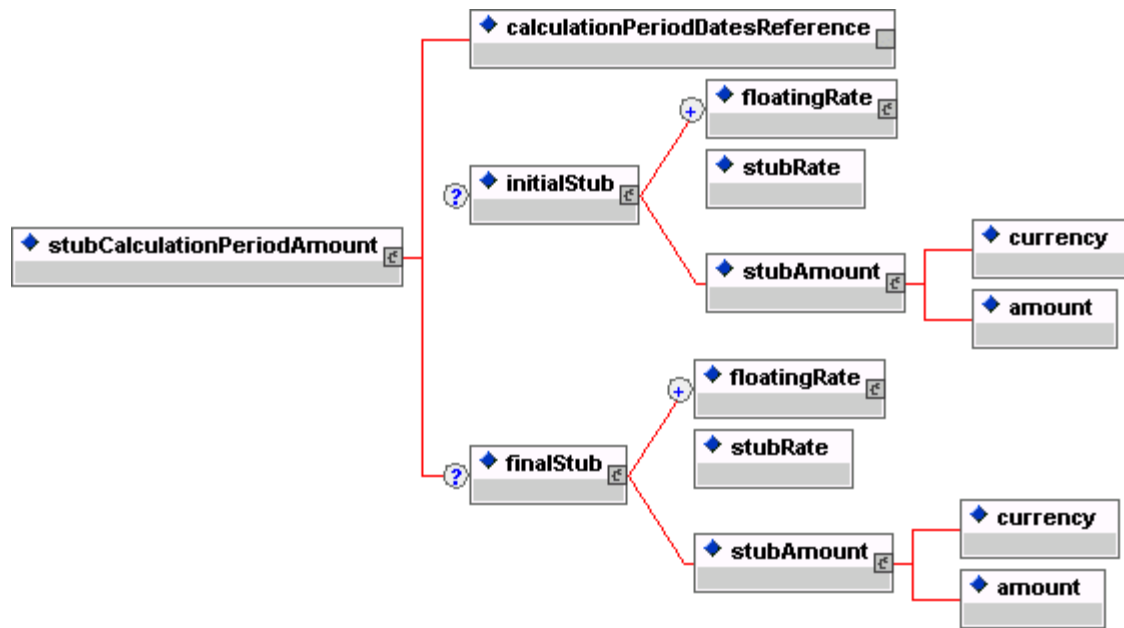 calculationPeriodDatesReference
floatingRate
+
stubRate
initialStub
?
stubCalculationPeriodAmount
stubAmount
currency
amount
floatingRate
+
stubRate
finalStub
?
stubAmount
currency
amount